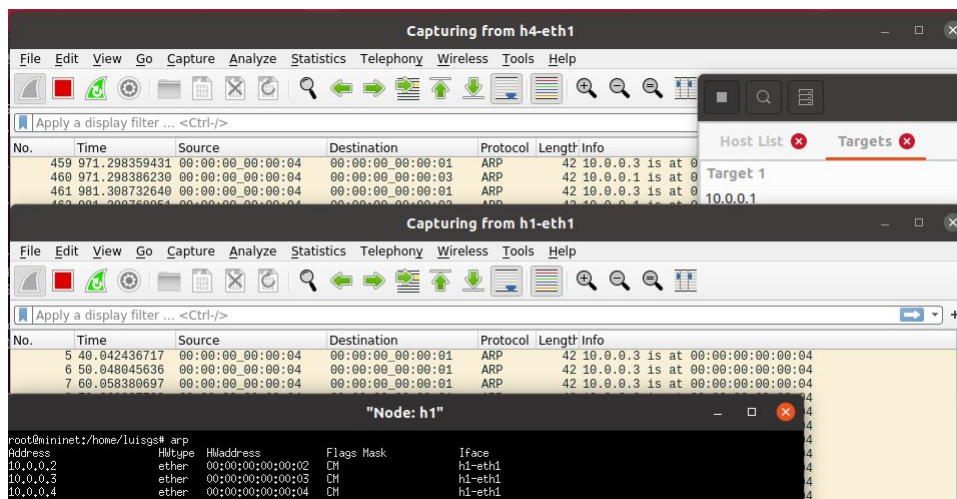 Capturing from h4-eth1
File Edit View Go Capture Analyze Statistics Telephony Wireless Tools Help
Apply a display filter ... <Ctrl-/>
No. Time Source Destination Protocol Length Info
459 971.298359431 00:00:00_00:00:04 00:00:00_00:00:01 ARP 42 10.0.0.3 is at 0
460 971.298386230 00:00:00_00:00:04 00:00:00_00:00:03 ARP 42 10.0.0.1 is at 0
461 981.308732640 00:00:00_00:00:04 00:00:00_00:00:01 ARP 42 10.0.0.3 is at 0
Host List Targets
Target 1
10.0.0.1
Capturing from h1-eth1
File Edit View Go Capture Analyze Statistics Telephony Wireless Tools Help
Apply a display filter ... <Ctrl-/>
No. Time Source Destination Protocol Length Info
5 40.042436717 00:00:00_00:00:04 00:00:00_00:00:01 ARP 42 10.0.0.3 is at 00:00:00:00:00:04
6 50.048045636 00:00:00_00:00:04 00:00:00_00:00:01 ARP 42 10.0.0.3 is at 00:00:00:00:00:04
7 60.058380697 00:00:00_00:00:04 00:00:00_00:00:01 ARP 42 10.0.0.3 is at 00:00:00:00:00:04
"Node: h1"
root@mininet:/home/luisgs# arp
Address HWtype HWaddress Flags Mask Iface
10.0.0.2 ether 00:00:00:00:00:02 CM h1-eth1
10.0.0.3 ether 00:00:00:00:00:03 CM h1-eth1
10.0.0.4 ether 00:00:00:00:00:04 CM h1-eth1